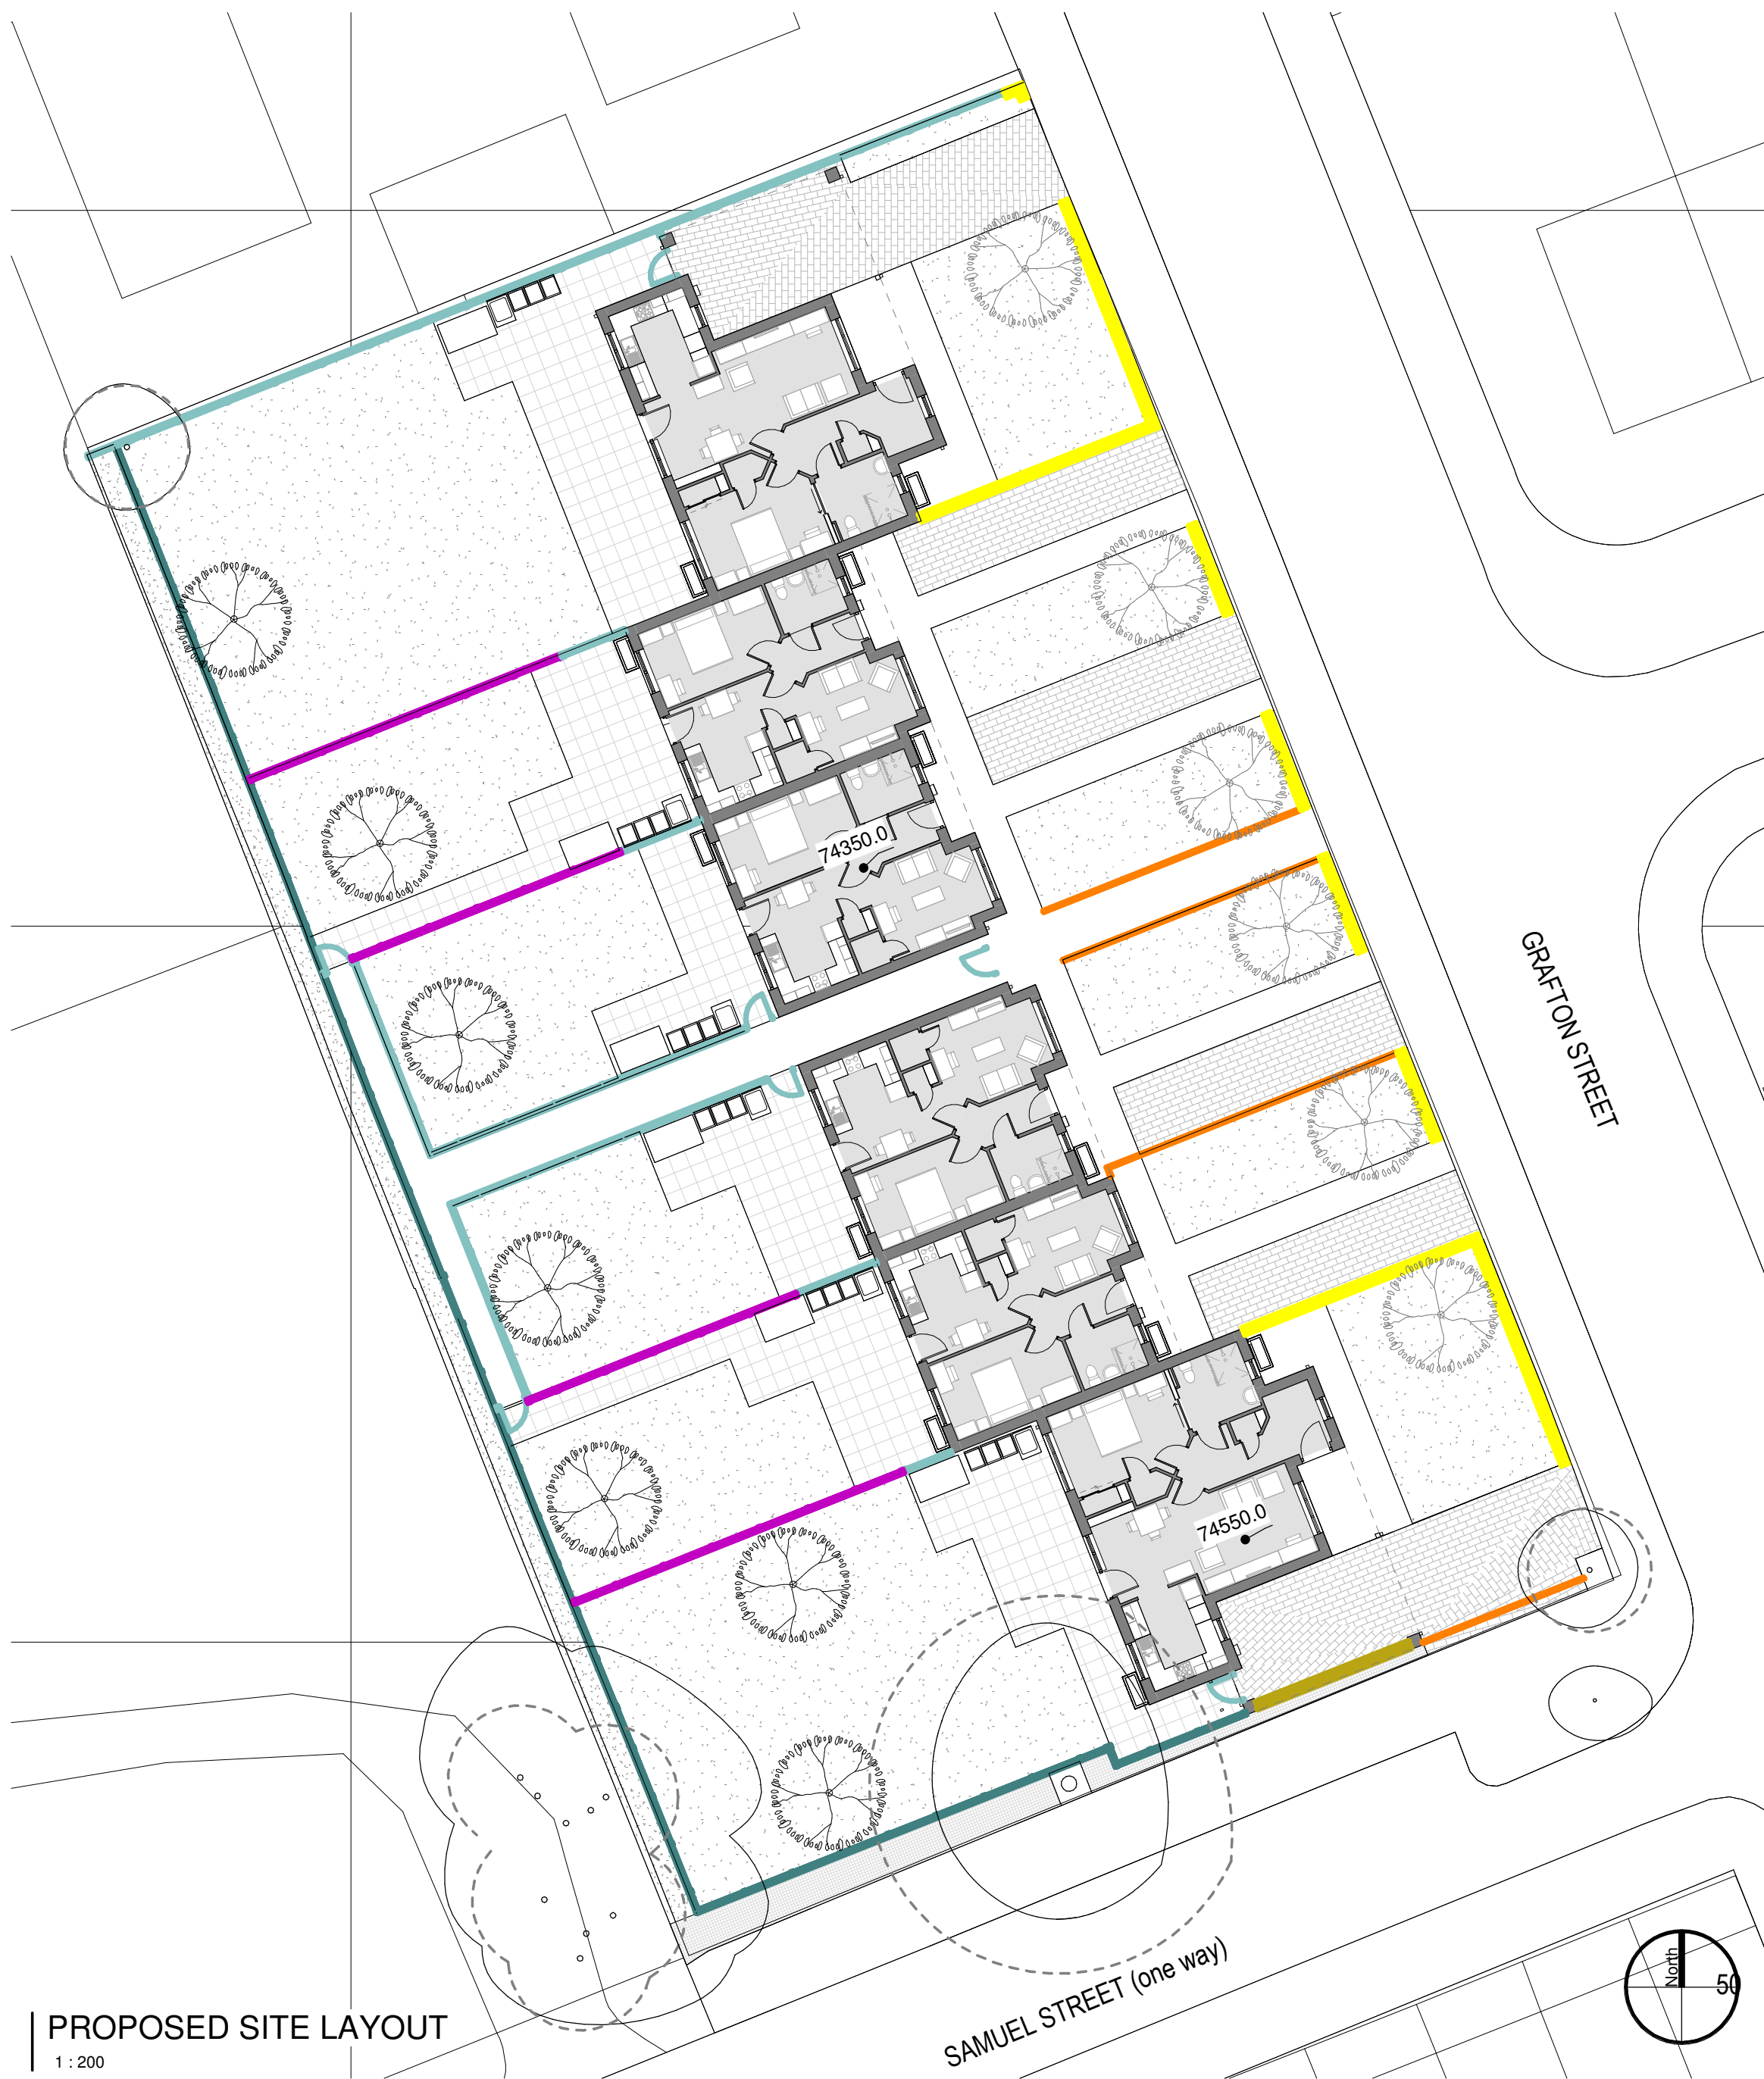 74350.0
GRAFTON STREET
74550.0
SAMUEL STREET (one way)
North
50
PROPOSED SITE LAYOUT
1 : 200